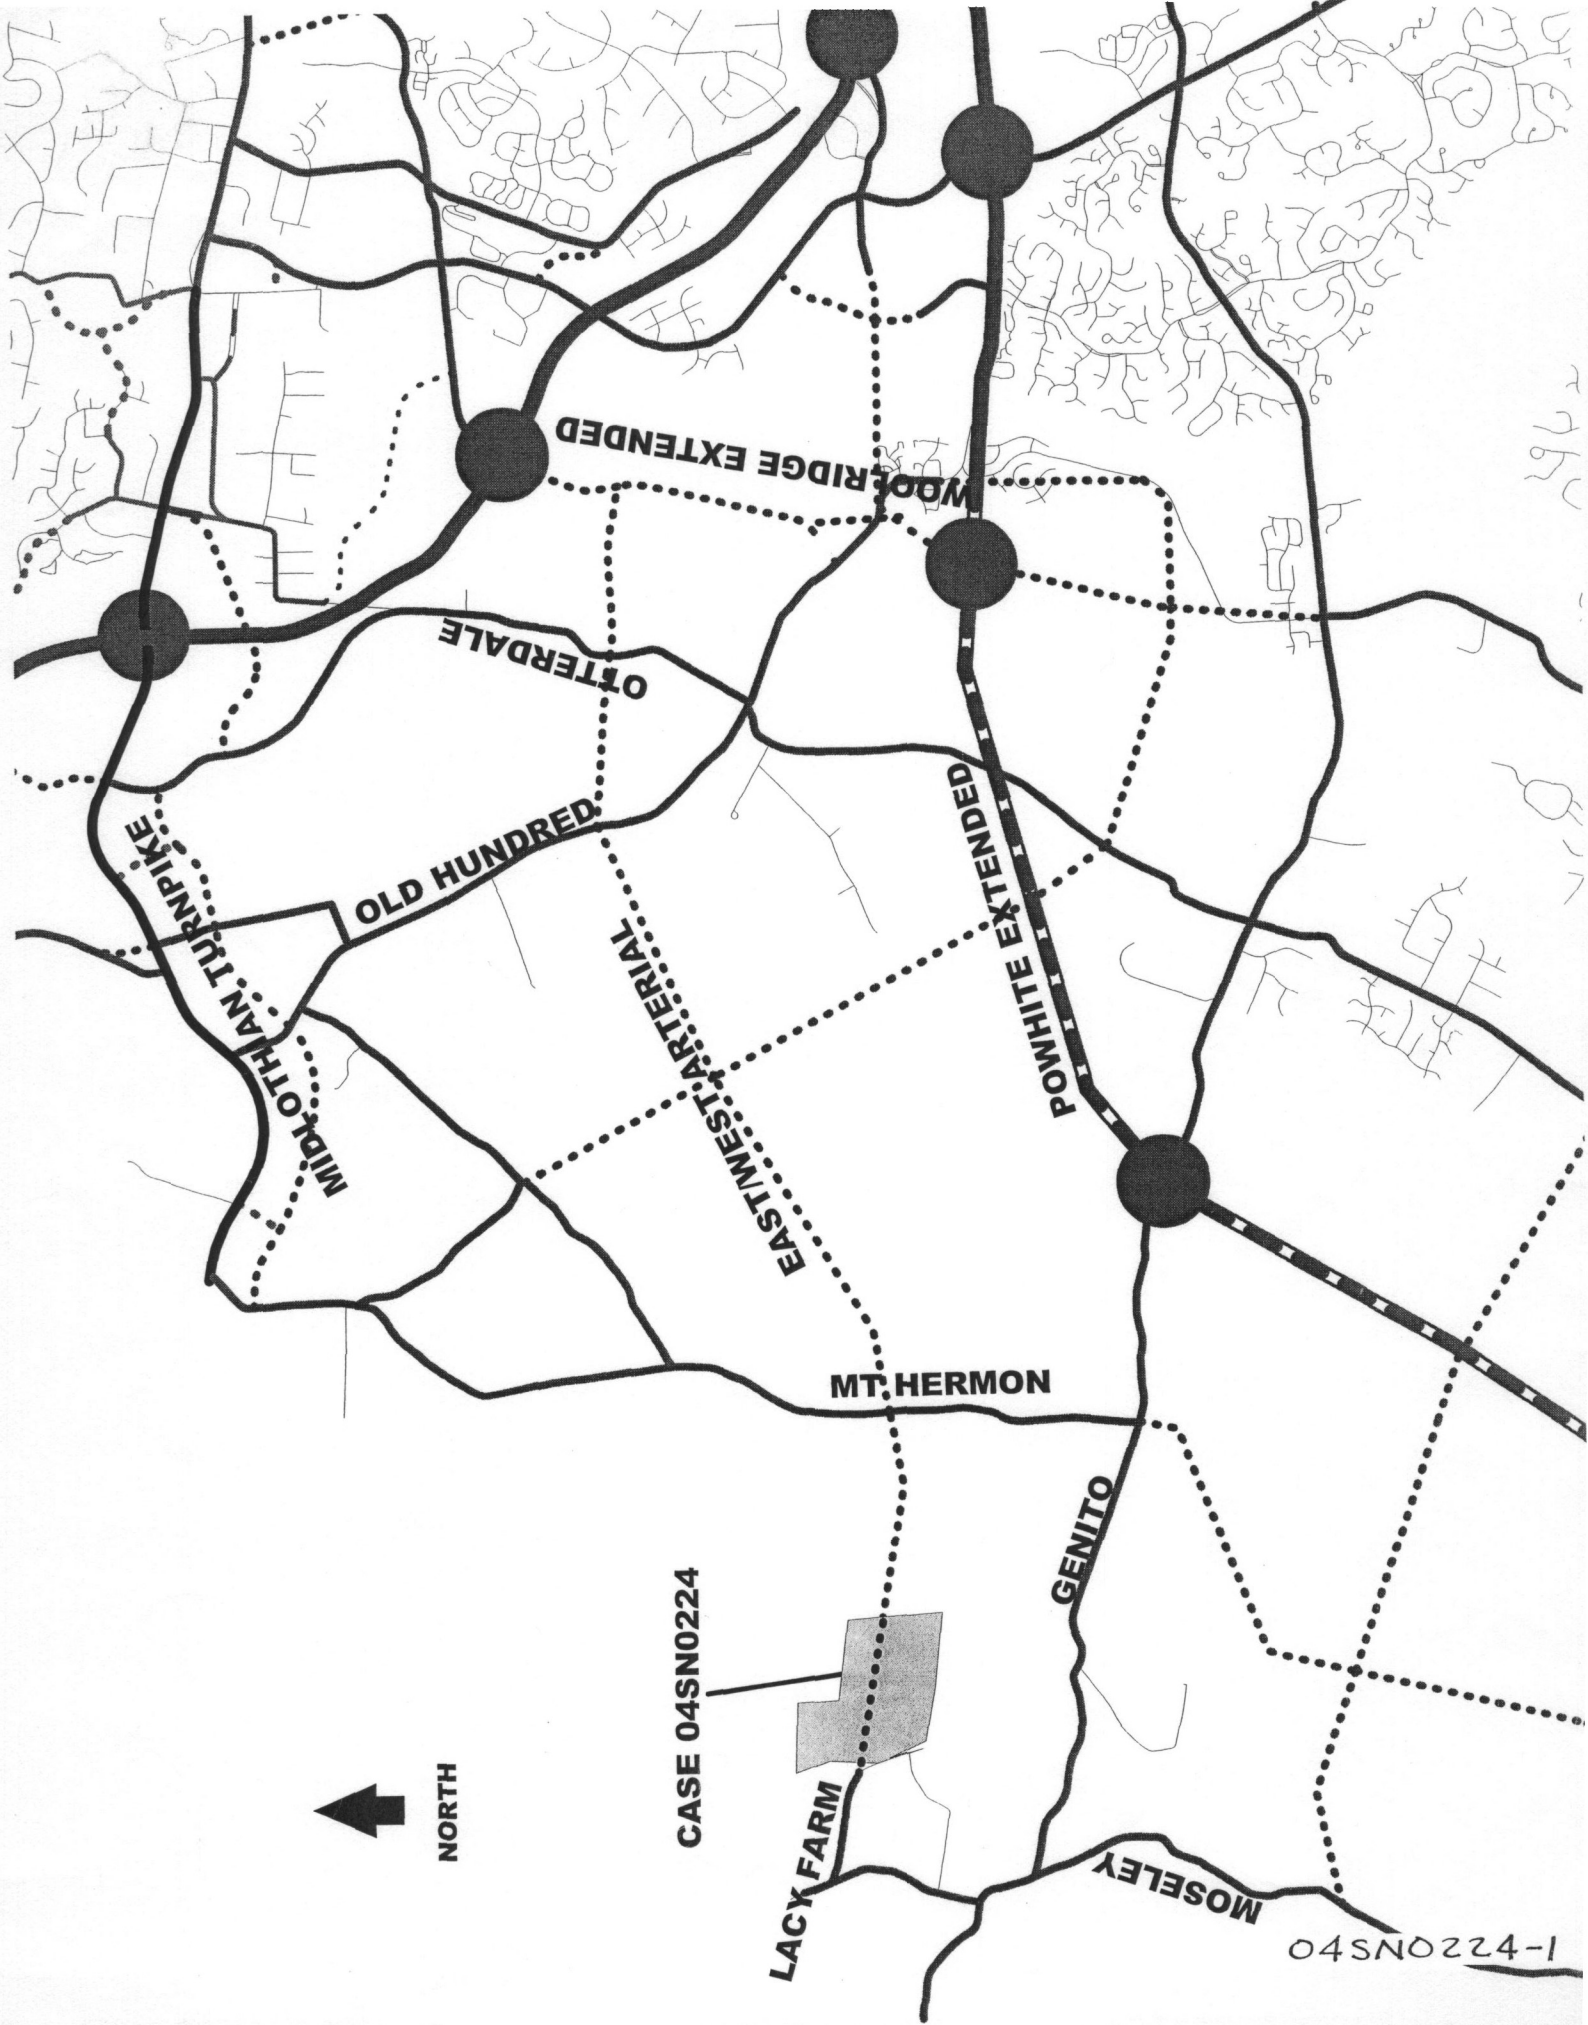 WOOLRIDGE EXTENDED
OTTERDALE
MIDLOTHIAN TURNPIKE
OLD HUNDRED
EAST/WEST ARTERIAL
POWHITE EXTENDED
MT HERMON
GENITO
CASE 04SN0224
NORTH
LACY FARM
MOSELEY
04SN0224-1